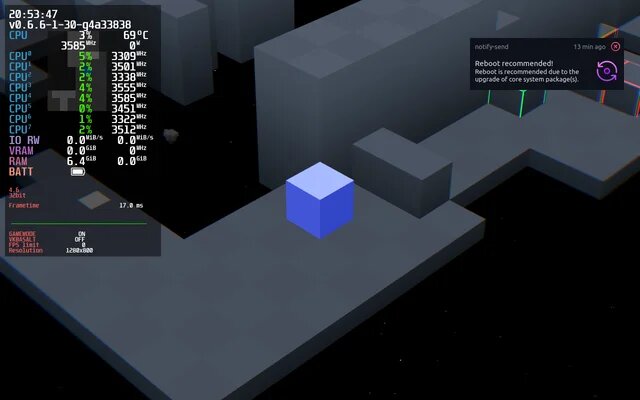 20:53:47
v0.6.6-1-30-g4a33838
CPU 3% 69°C
3585MHz 0W
CPU0 5% 3309MHz
CPU1 2% 3501MHz
CPU2 2% 3338MHz
CPU3 4% 3555MHz
CPU4 4% 3585MHz
CPU5 0% 3451MHz
CPU6 1% 3322MHz
CPU7 2% 3512MHz
IO RW 0.0MiB/s 0.0MiB/s
VRAM 0.0GiB 0MHz
RAM 6.4GiB 0.0GiB
BATT
4.6
32bit
Frametime 17.0 ms
GAMEMODE ON
VKBASALT OFF
FPS limit 0
Resolution 1280x800
notify-send 13 min ago
Reboot recommended!
Reboot is recommended due to the
upgrade of core system package(s).